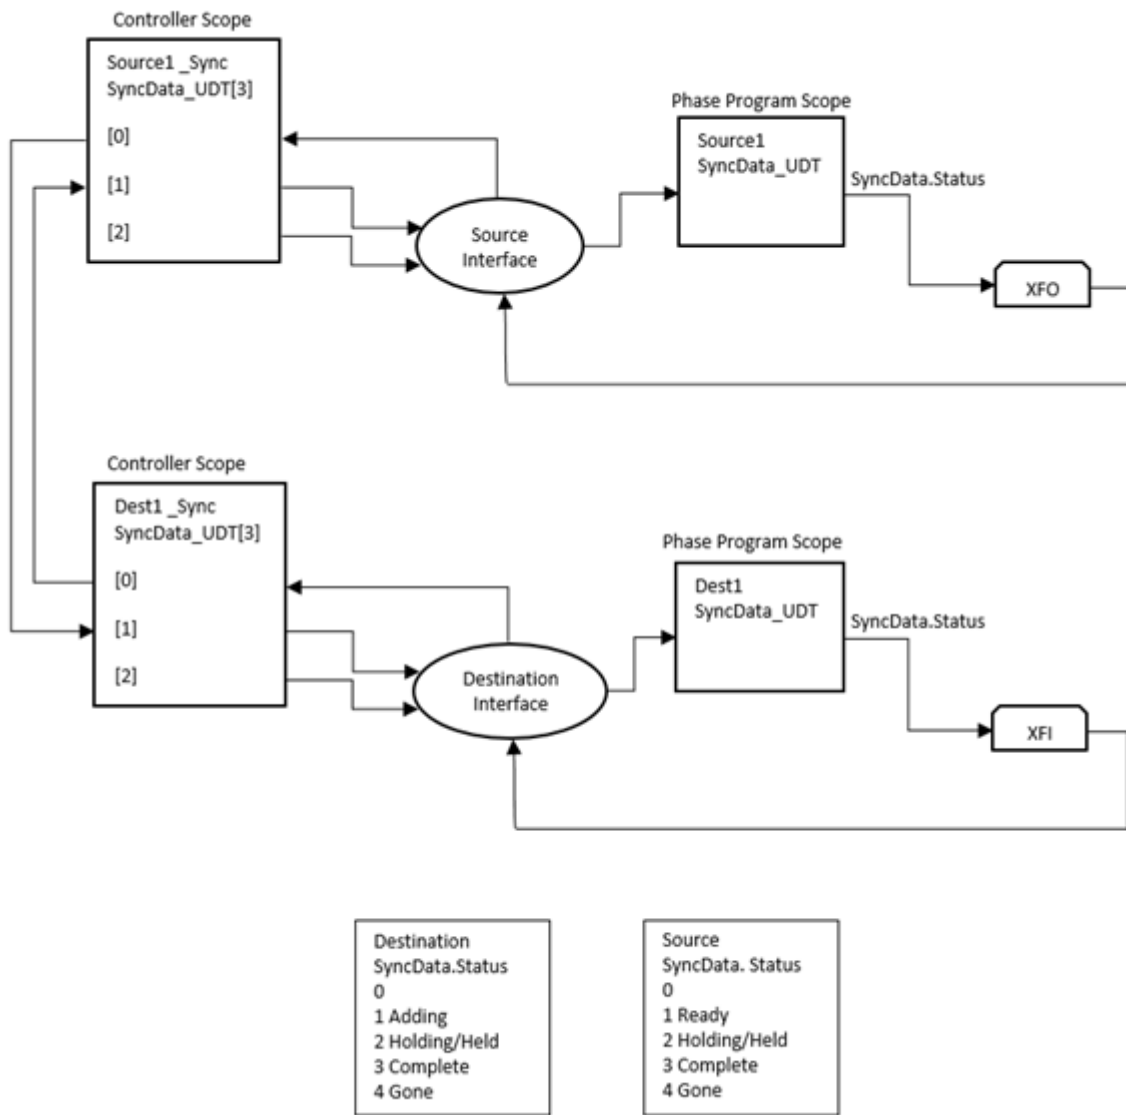 Controller Scope
Source1 _Sync
SyncData_UDT[3]
[0]
[1]
[2]
Source
Interface
Phase Program Scope
Source1
SyncData_UDT
SyncData.Status
XFO
Controller Scope
Dest1 _Sync
SyncData_UDT[3]
[0]
[1]
[2]
Destination
Interface
Phase Program Scope
Dest1
SyncData_UDT
SyncData.Status
XFI
Destination
SyncData.Status
0
1 Adding
2 Holding/Held
3 Complete
4 Gone
Source
SyncData. Status
0
1 Ready
2 Holding/Held
3 Complete
4 Gone